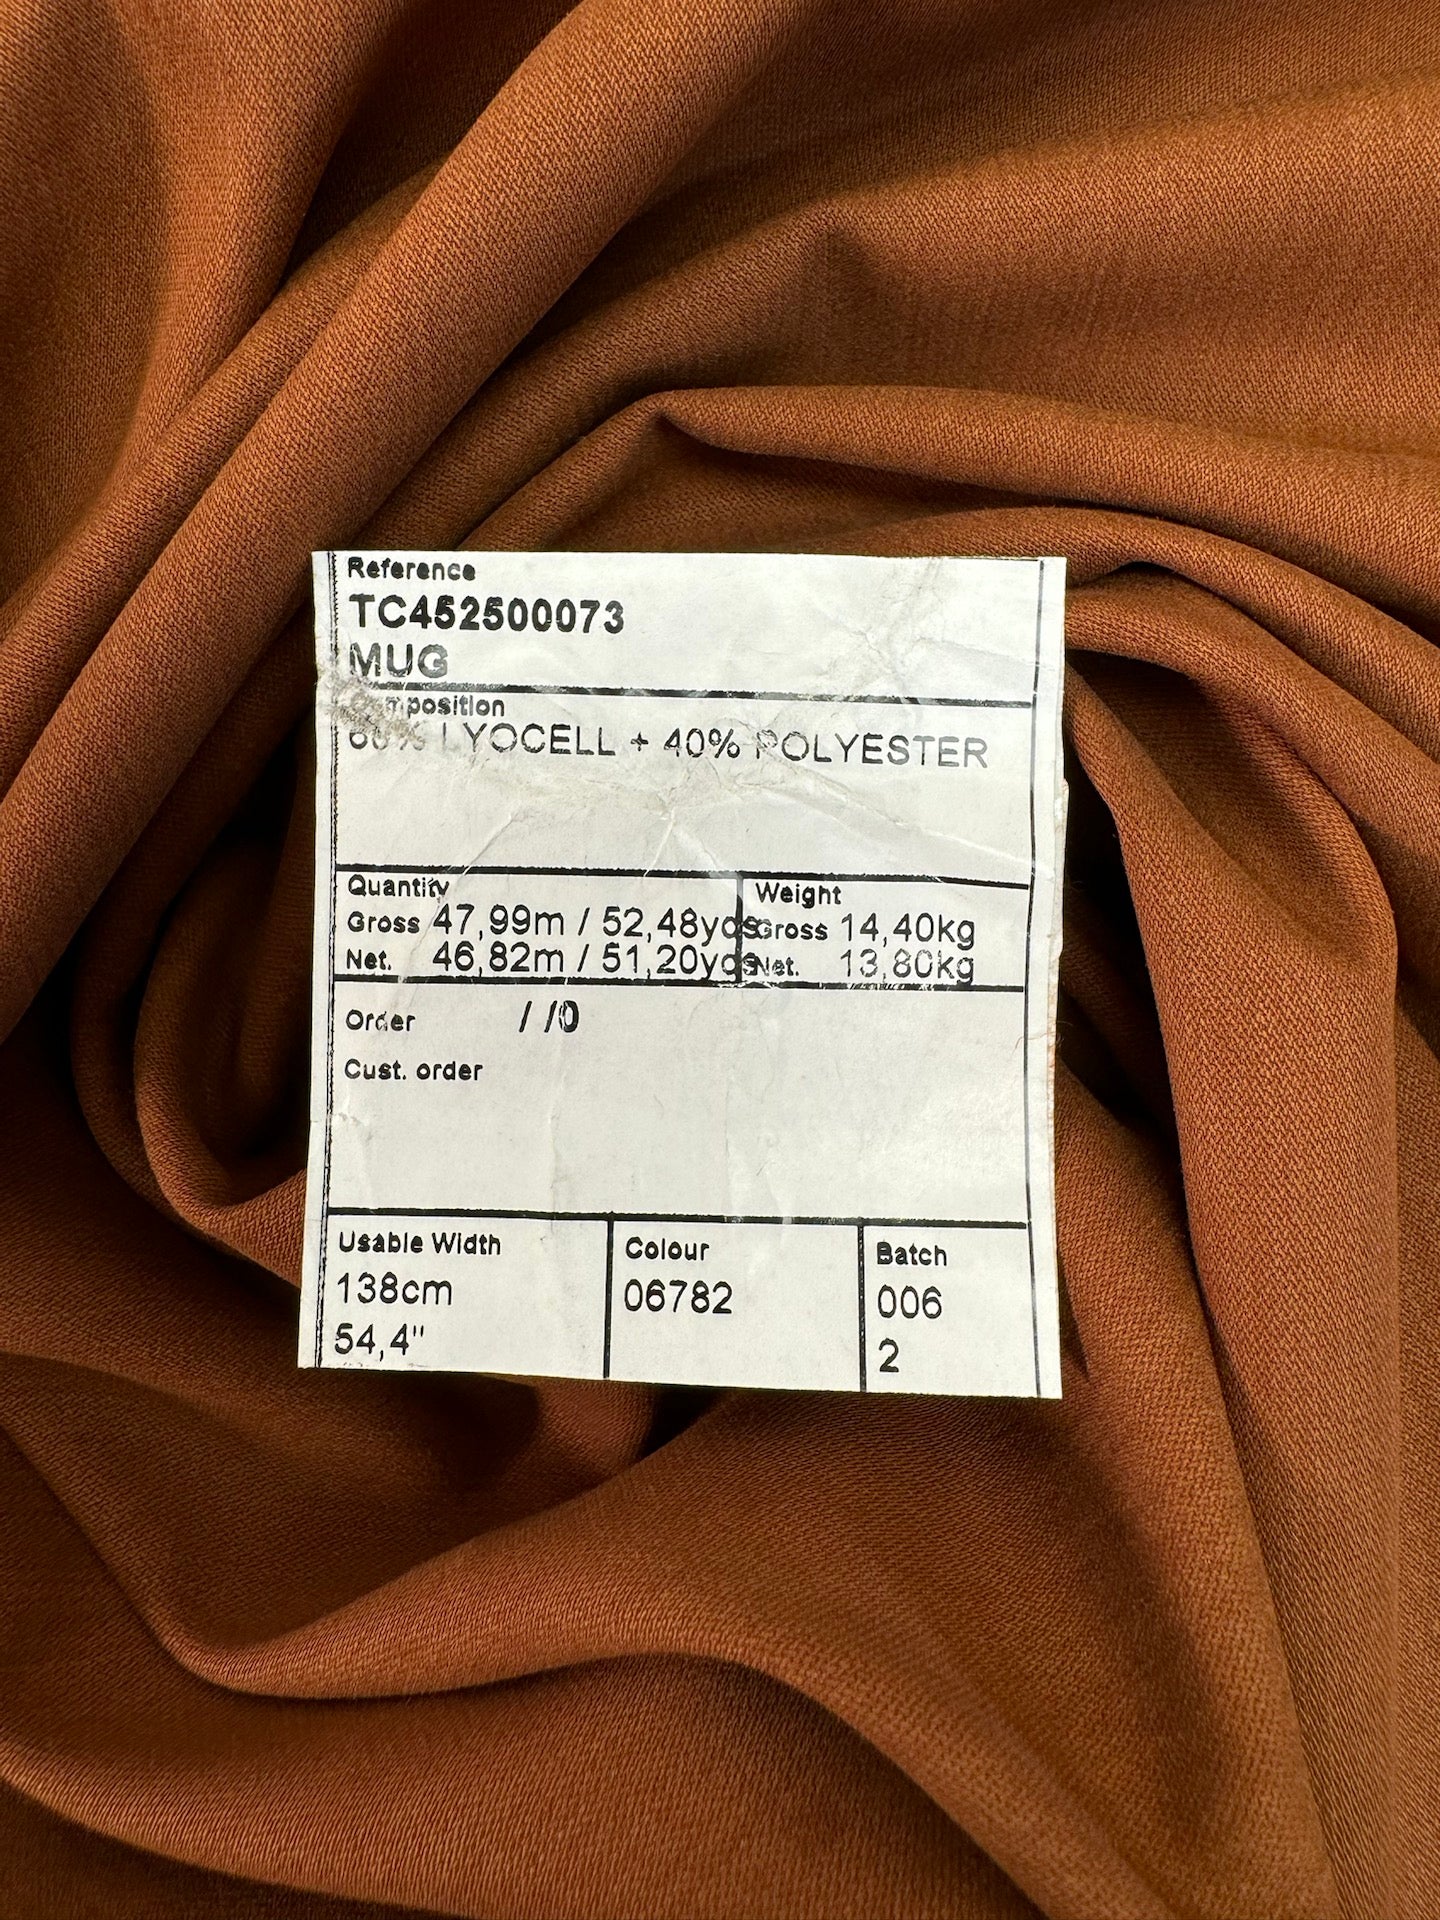 Reference
TC452500073
MUG
Composition
60% LYOCELL + 40% POLYESTER
Quantity
Gross 47,99m / 52,48yds
Net. 46,82m / 51,20yds
Weight
Gross 14,40kg
Net. 13,80kg
Order / /0
Cust. order
Usable Width
138cm
54,4"
Colour
06782
Batch
006
2